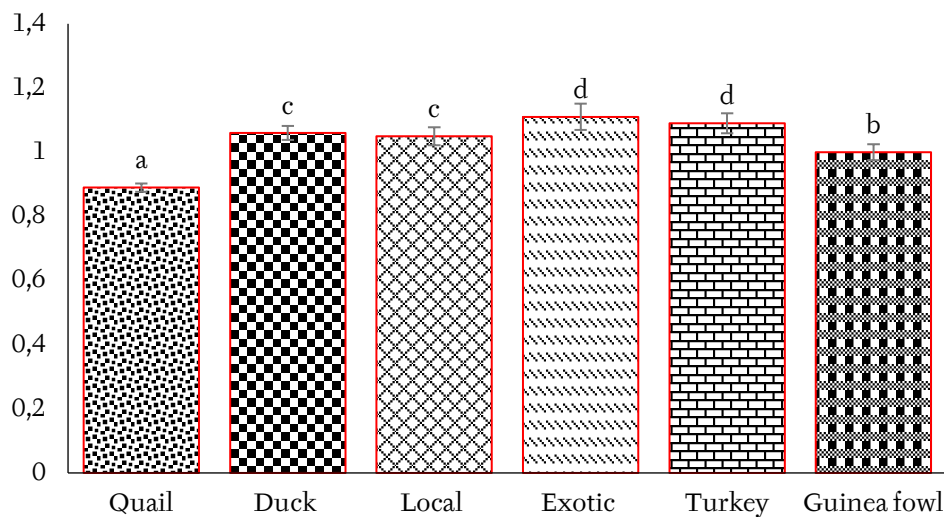 1,4
1,2
1
0,8
0,6
0,4
0,2
0
a
c
c
d
d
b
Quail
Duck
Local
Exotic
Turkey
Guinea fowl